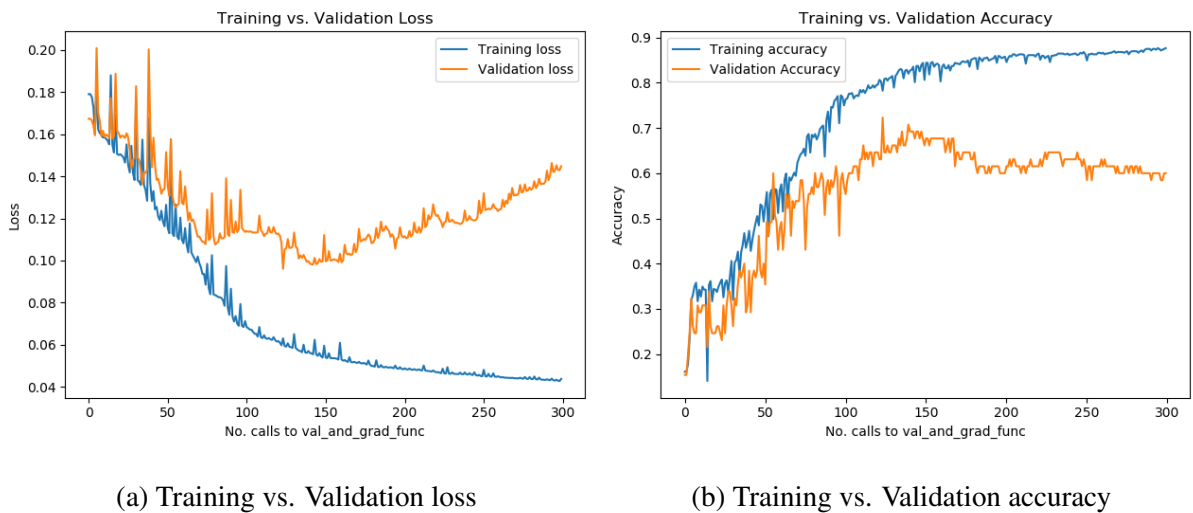 Training vs. Validation Loss
Training loss
Validation loss
0.20
0.18
0.16
0.14
0.12
0.10
0.08
0.06
0.04
Loss
0 50 100 150 200 250 300
No. calls to val_and_grad_func
(a) Training vs. Validation loss
Training vs. Validation Accuracy
Training accuracy
Validation Accuracy
0.9
0.8
0.7
0.6
0.5
0.4
0.3
0.2
Accuracy
0 50 100 150 200 250 300
No. calls to val_and_grad_func
(b) Training vs. Validation accuracy